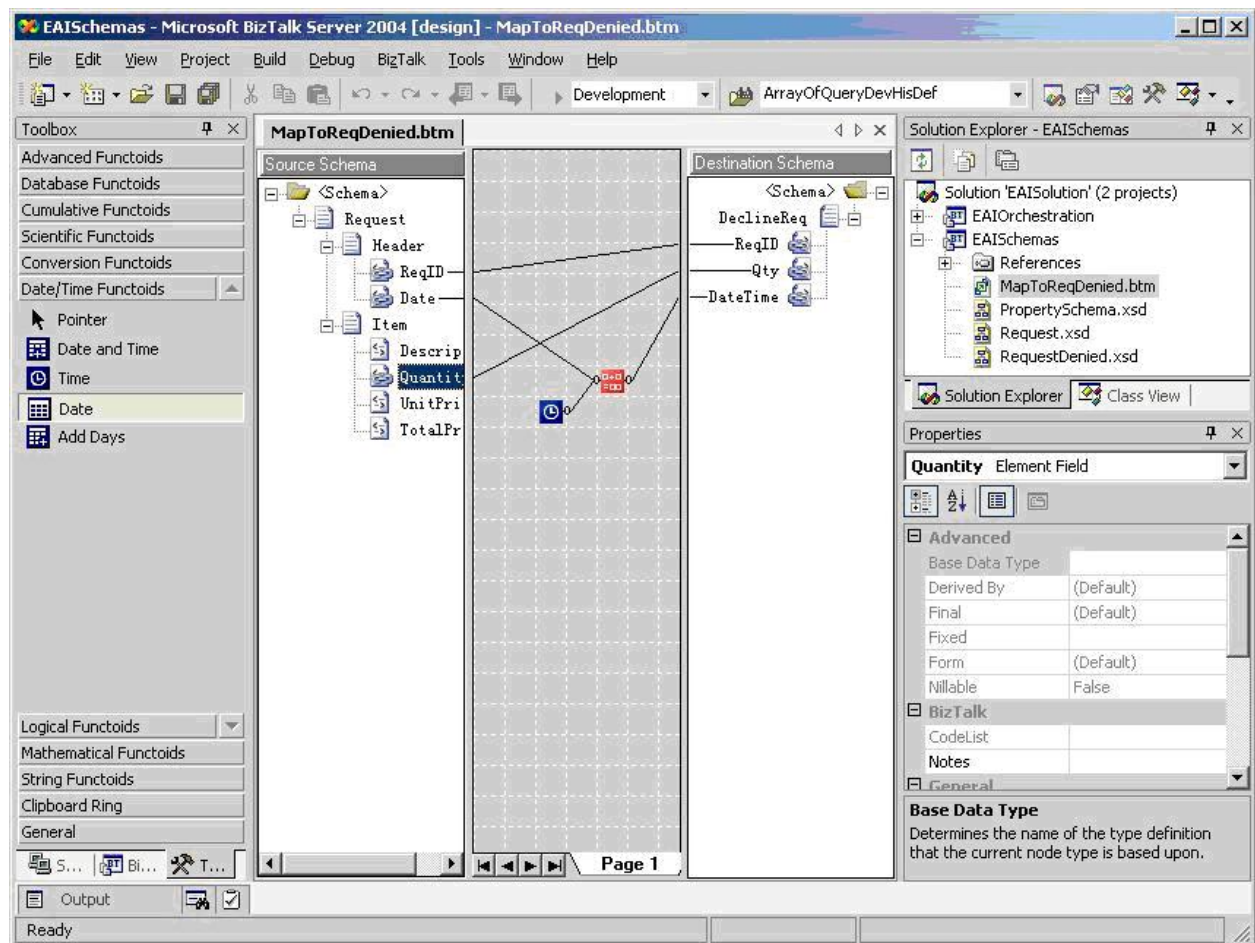 EAISchemas - Microsoft BizTalk Server 2004 [design] - MapToReqDenied.btm
File Edit View Project Build Debug BizTalk Tools Window Help
Development ArrayOfQueryDevHisDef
Toolbox
Advanced Functoids
Database Functoids
Cumulative Functoids
Scientific Functoids
Conversion Functoids
Date/Time Functoids
Pointer
Date and Time
Time
Date
Add Days
Logical Functoids
Mathematical Functoids
String Functoids
Clipboard Ring
General
S... Bi... T...
MapToReqDenied.btm
Source Schema
<Schema>
Request
Header
ReqID
Date
Item
Descrip
Quantit
UnitPri
TotalPr
Page 1
Destination Schema
<Schema>
DeclineReq
ReqID
Qty
DateTime
Solution Explorer - EAISchemas
Solution 'EAISolution' (2 projects)
EAIOrchestration
EAISchemas
References
MapToReqDenied.btm
PropertySchema.xsd
Request.xsd
RequestDenied.xsd
Solution Explorer Class View
Properties
Quantity Element Field
Advanced
Base Data Type
Derived By (Default)
Final (Default)
Fixed
Form (Default)
Nillable False
BizTalk
CodeList
Notes
General
Base Data Type
Determines the name of the type definition
that the current node type is based upon.
Output
Ready